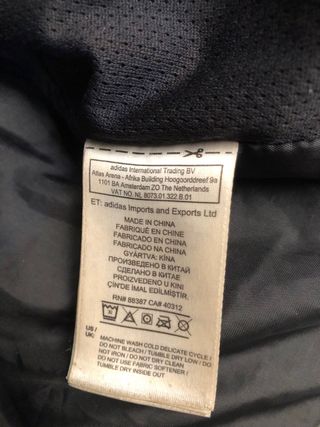 adidas International Trading BV
Atlas Arena - Afrika Building Hoogoorddreef 9a
1101 BA Amsterdam ZO The Netherlands
VAT NO. NL 8073.01.322.B.01
ET: adidas Imports and Exports Ltd
MADE IN CHINA
FABRIQUÉ EN CHINE
FABRICADO EN CHINA
FABRICADO NA CHINA
GYÁRTVA: KÍNA
ПРОИЗВЕДЕНО В КИТАЙ
СДЕЛАНО В КИТАЕ
PROIZVEDENO U KINI
ÇİN'DE İMAL EDİLMİŞTİR.
RN# 88387 CA# 40312
US / UK:
MACHINE WASH COLD DELICATE CYCLE /
DO NOT BLEACH / TUMBLE DRY LOW / DO
NOT IRON / DO NOT DRY CLEAN
DO NOT USE FABRIC SOFTENER /
TUMBLE DRY INSIDE OUT